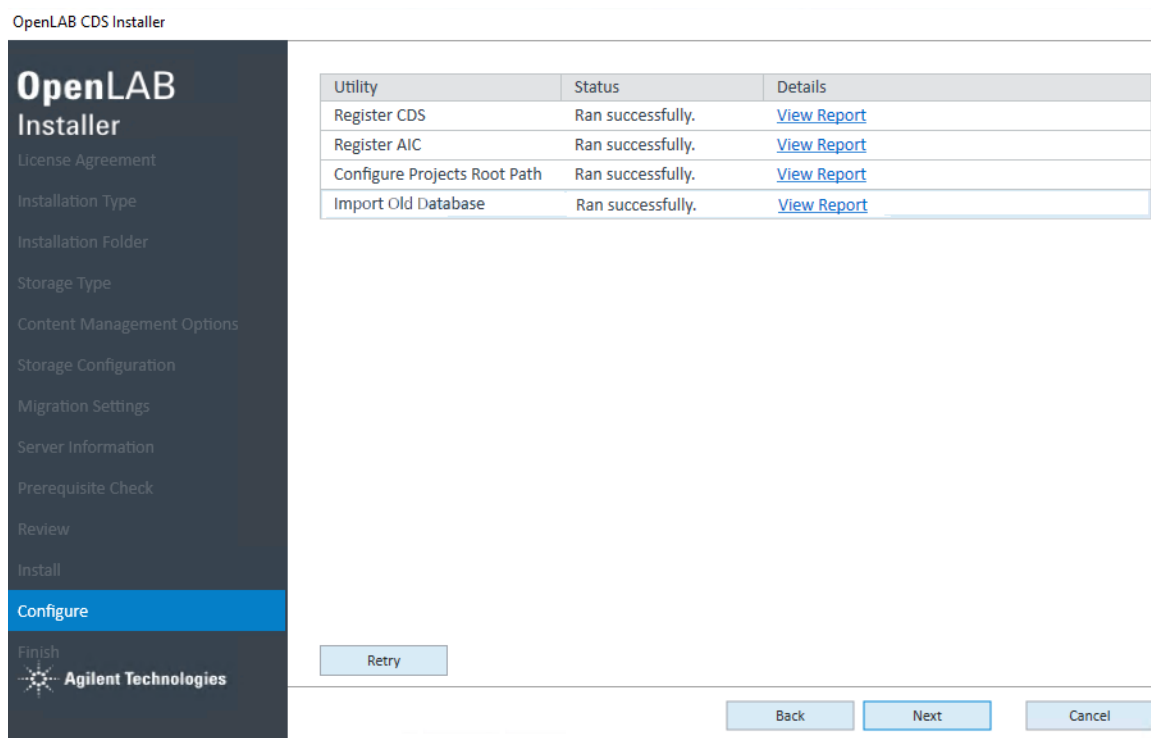 OpenLAB CDS Installer
OpenLAB
Installer
License Agreement
Installation Type
Installation Folder
Storage Type
Content Management Options
Storage Configuration
Migration Settings
Server Information
Prerequisite Check
Review
Install
Configure
Finish
Agilent Technologies
Utility Status Details
Register CDS Ran successfully. View Report
Register AIC Ran successfully. View Report
Configure Projects Root Path Ran successfully. View Report
Import Old Database Ran successfully. View Report
Retry
Back Next Cancel